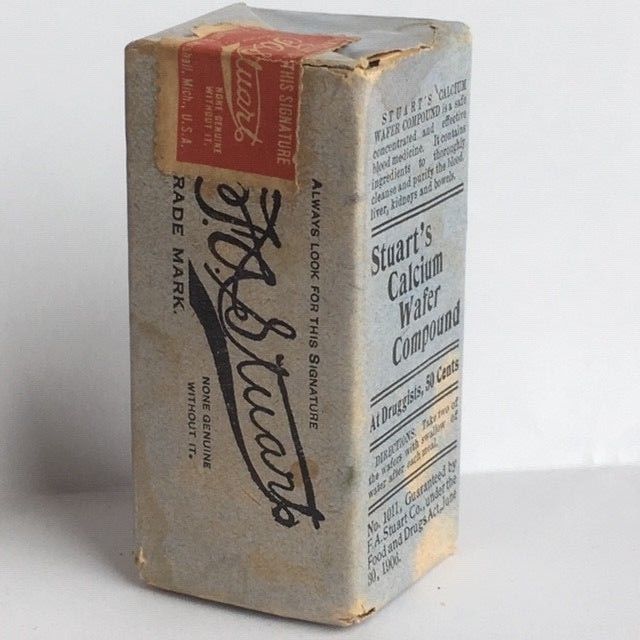 THIS SIGNATURE
Stuart
NONE GENUINE
WITHOUT IT.
Mich., U.S.A.
ALWAYS LOOK FOR THIS SIGNATURE
F. A. Stuart
NONE GENUINE
WITHOUT IT.
RADE MARK.
STUART'S CALCIUM
WAFER COMPOUND is a safe
concentrated and effective
blood medicine. It contains
ingredients to thoroughly
cleanse and purify the blood
liver, kidneys and bowels.
Stuart's
Calcium
Wafer
Compound
At Druggists, 50 Cents
DIRECTIONS. Take two of
the wafers with swallow of
water after each meal.
No. 1011, Guaranteed by
F. A. Stuart Co., under the
Food and Drugs Act, June
30, 1906.